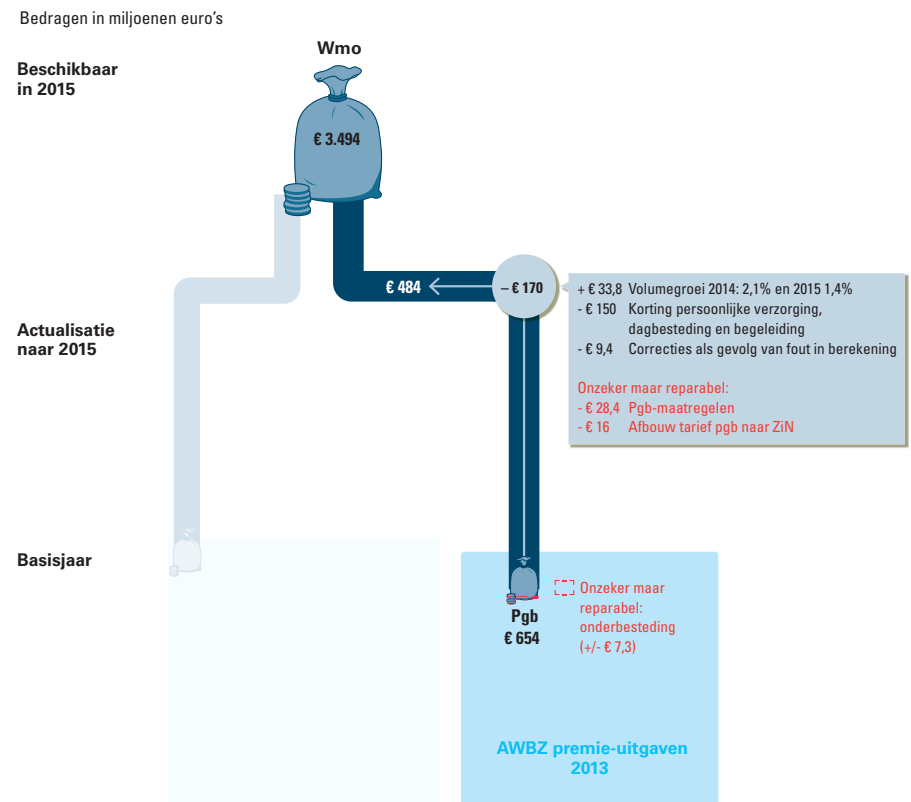 Bedragen in miljoenen euro's
Wmo
Beschikbaar
in 2015
€ 3.494
€ 484
– € 170
+ € 33,8 Volumegroei 2014: 2,1% en 2015 1,4%
- € 150 Korting persoonlijke verzorging,
dagbesteding en begeleiding
- € 9,4 Correcties als gevolg van fout in berekening
Onzeker maar reparabel:
- € 28,4 Pgb-maatregelen
- € 16 Afbouw tarief pgb naar ZiN
Actualisatie
naar 2015
Basisjaar
Pgb
€ 654
Onzeker maar
reparabel:
onderbesteding
(+/- € 7,3)
AWBZ premie-uitgaven
2013